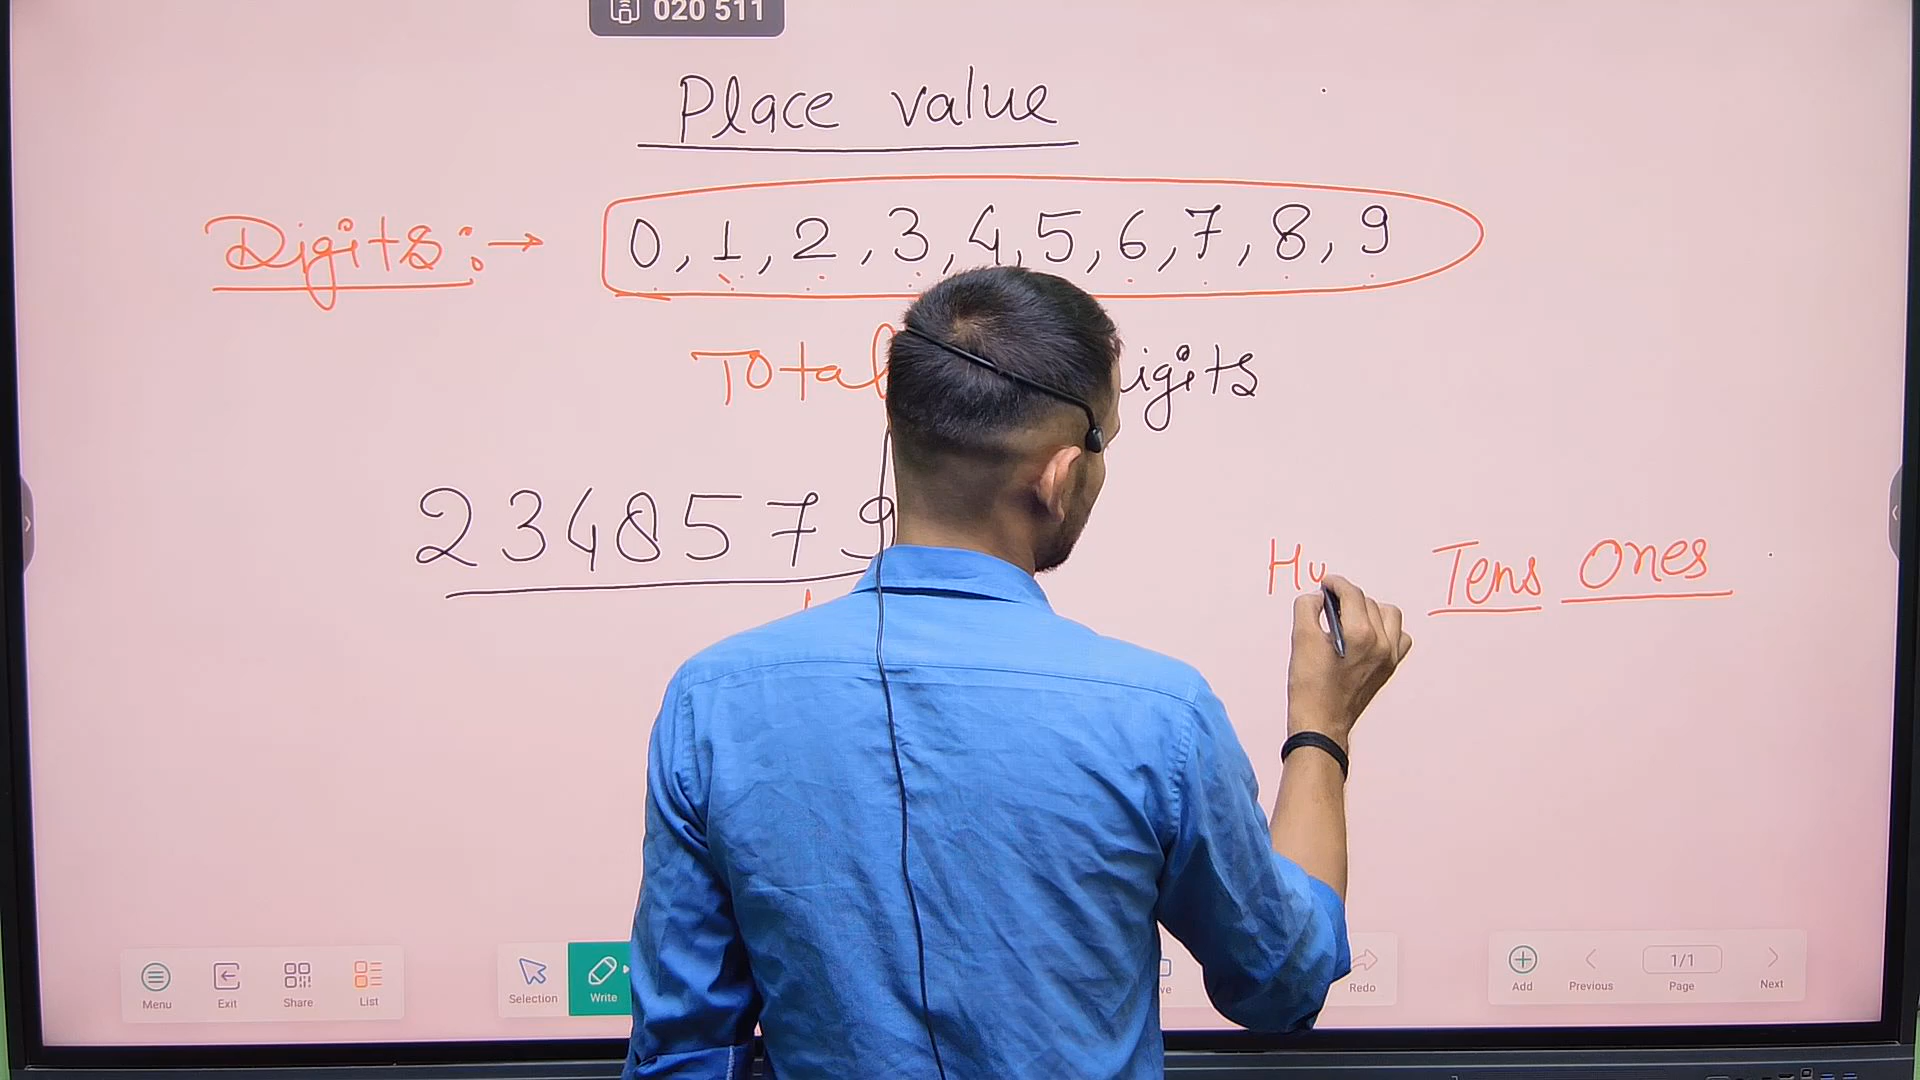 020 511
Place value
Digits: → 0, 1, 2, 3, 4, 5, 6, 7, 8, 9
Total igits
2348579
Hu Tens Ones
Menu Exit Share List Selection Write Redo Add Previous 1/1 Page Next